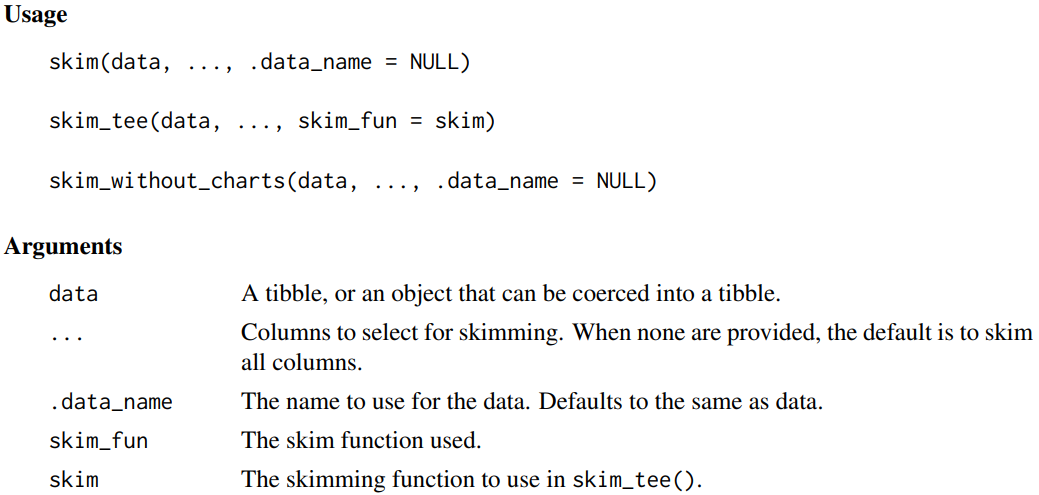 Usage
skim(data, ..., .data_name = NULL)
skim_tee(data, ..., skim_fun = skim)
skim_without_charts(data, ..., .data_name = NULL)
Arguments
data A tibble, or an object that can be coerced into a tibble.
... Columns to select for skimming. When none are provided, the default is to skim
all columns.
.data_name The name to use for the data. Defaults to the same as data.
skim_fun The skim function used.
skim The skimming function to use in skim_tee().